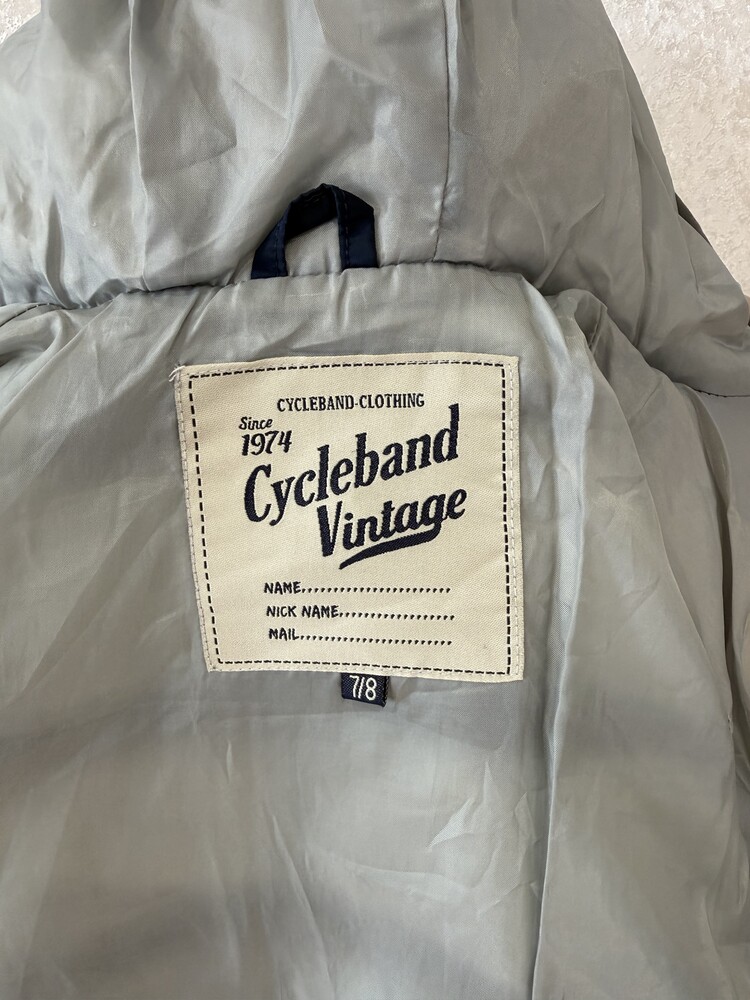 CYCLEBAND-CLOTHING
Since
1974
Cycleband
Vintage
NAME......................
NICK NAME.................
MAIL.......................
7/8